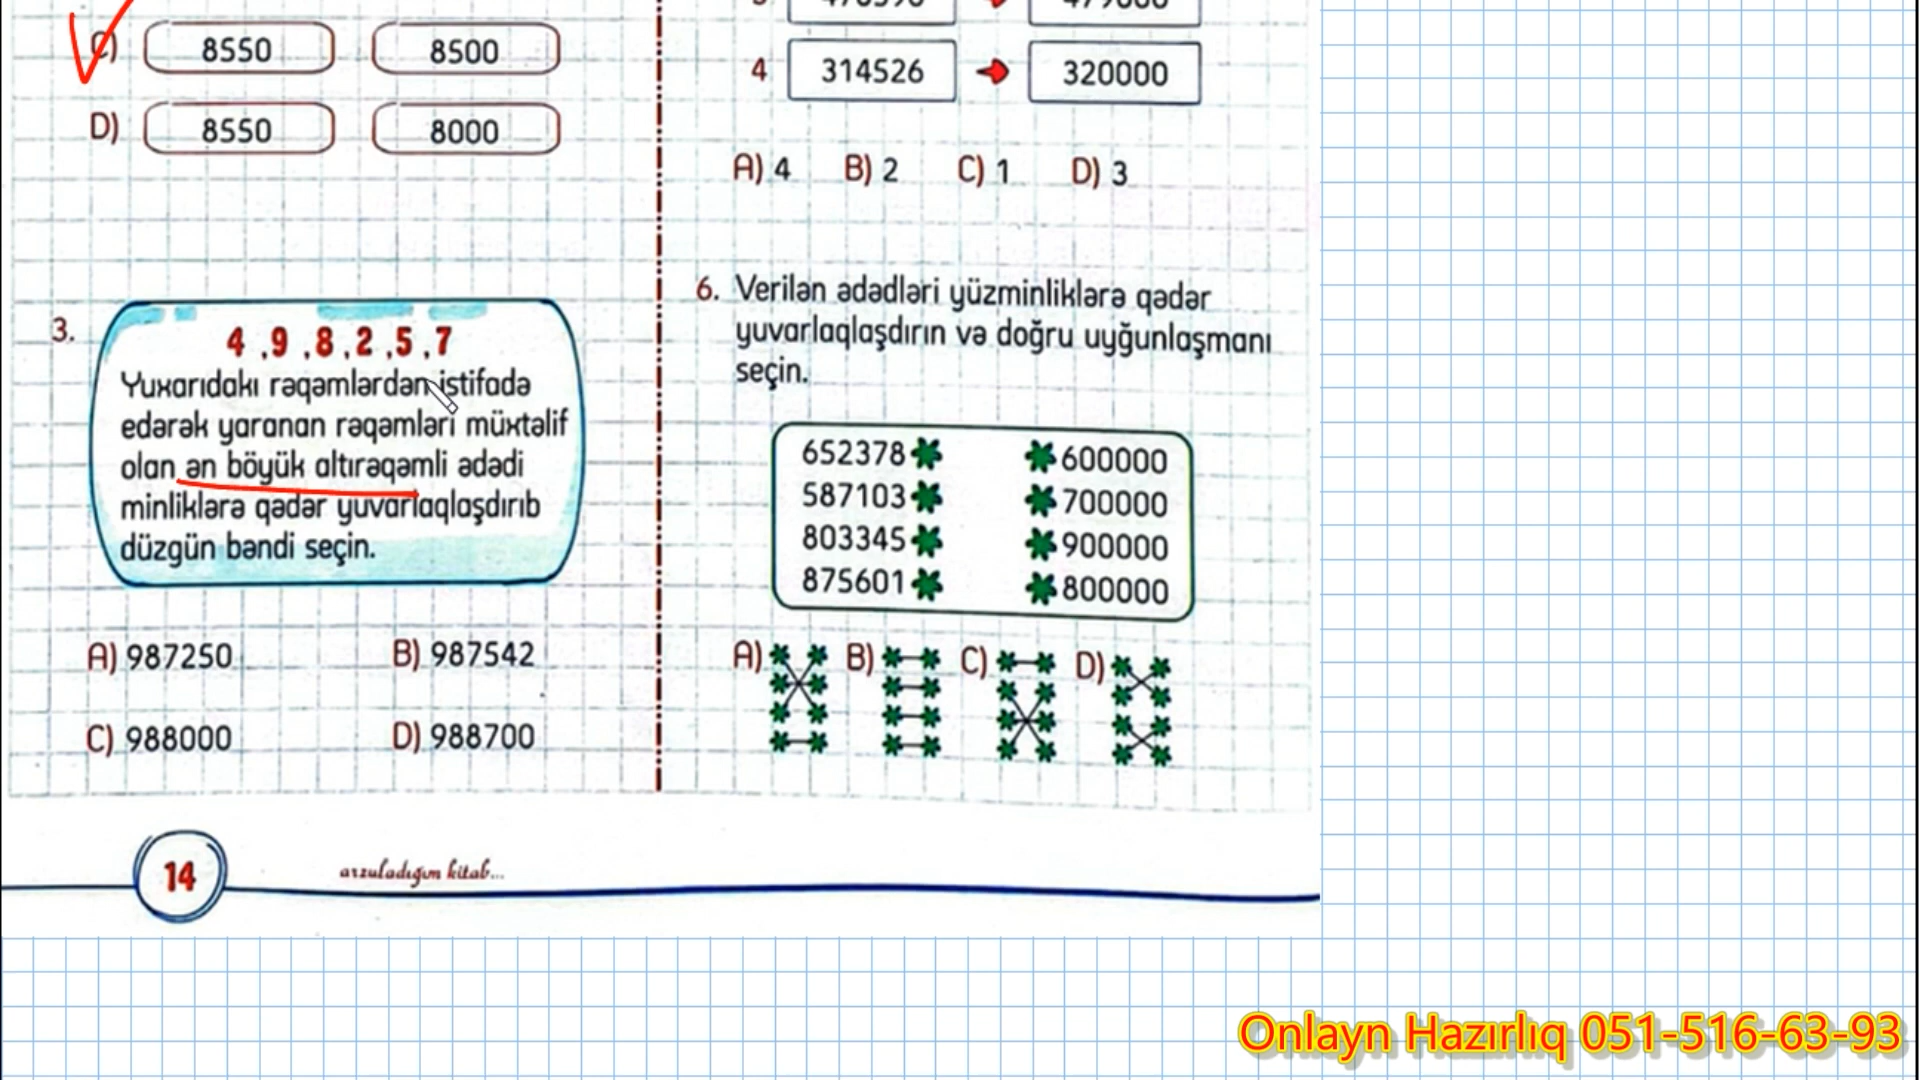 C) 8550 8500
D) 8550 8000
3.
4 ,9 ,8 ,2 ,5 ,7
Yuxarıdakı rəqəmlərdən istifadə
edərək yaranan rəqəmləri müxtəlif
olan ən böyük altırəqəmli ədədi
minliklərə qədər yuvarlaqlaşdırıb
düzgün bəndi seçin.
A) 987250 B) 987542
C) 988000 D) 988700
4 314526 320000
A) 4 B) 2 C) 1 D) 3
6. Verilən ədədləri yüzminliklərə qədər
yuvarlaqlaşdırın və doğru uyğunlaşmanı
seçin.
652378 600000
587103 700000
803345 900000
875601 800000
A) B) C) D)
14
arzuladığım kitab...
Onlayn Hazırlıq 051-516-63-93